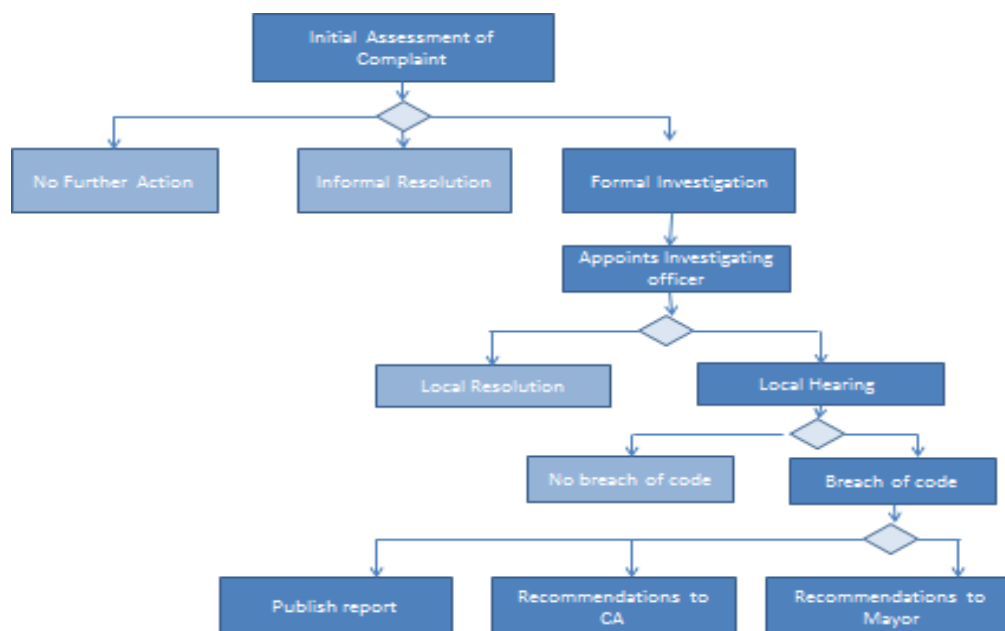 Initial Assessment of
Complaint
No Further Action
Informal Resolution
Formal Investigation
Appoints Investigating
officer
Local Resolution
Local Hearing
No breach of code
Breach of code
Publish report
Recommendations to
CA
Recommendations to
Mayor